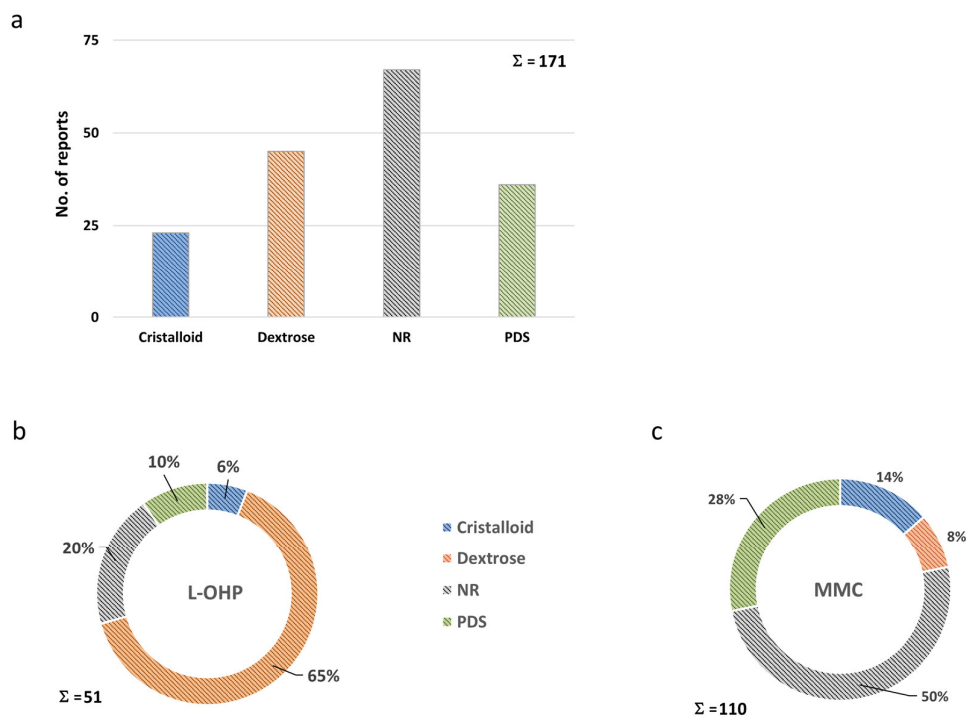 a
75
Σ = 171
50
25
0
No. of reports
Cristalloid Dextrose NR PDS
b
10% 6%
20%
L-OHP
65%
Σ =51
Cristalloid
Dextrose
NR
PDS
c
14%
28%
8%
MMC
50%
Σ =110